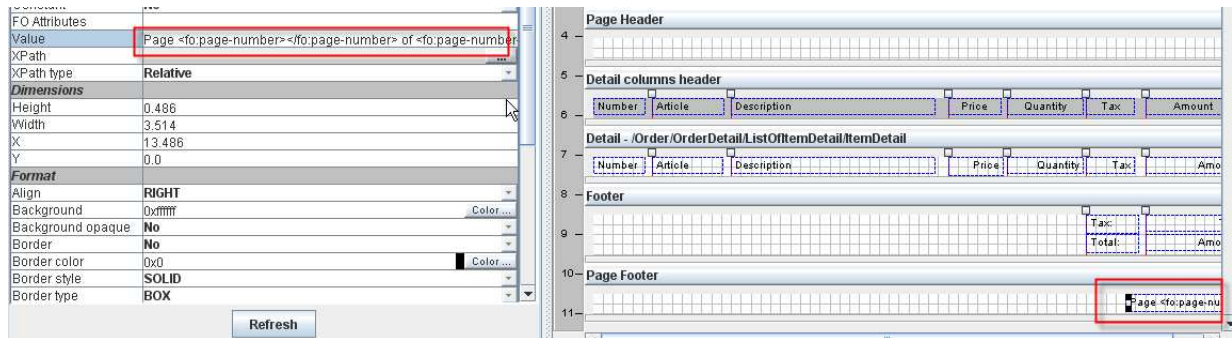 FO Attributes
Value Page <fo:page-number></fo:page-number> of <fo:page-number-
XPath ...
XPath type Relative
Dimensions
Height 0.486
Width 3.514
X 13.486
Y 0.0
Format
Align RIGHT
Background 0xffffff Color ...
Background opaque No
Border No
Border color 0x0 Color ...
Border style SOLID
Border type BOX
Refresh
Page Header
4
5 Detail columns header
Number Article Description Price Quantity Tax Amount
6
Detail - /Order/OrderDetail/ListOfItemDetail/ItemDetail
7
Number Article Description Price Quantity Tax Amo
8 Footer
Tax:
9
Total: Amo
10 Page Footer
Page <fo:page-nu
11